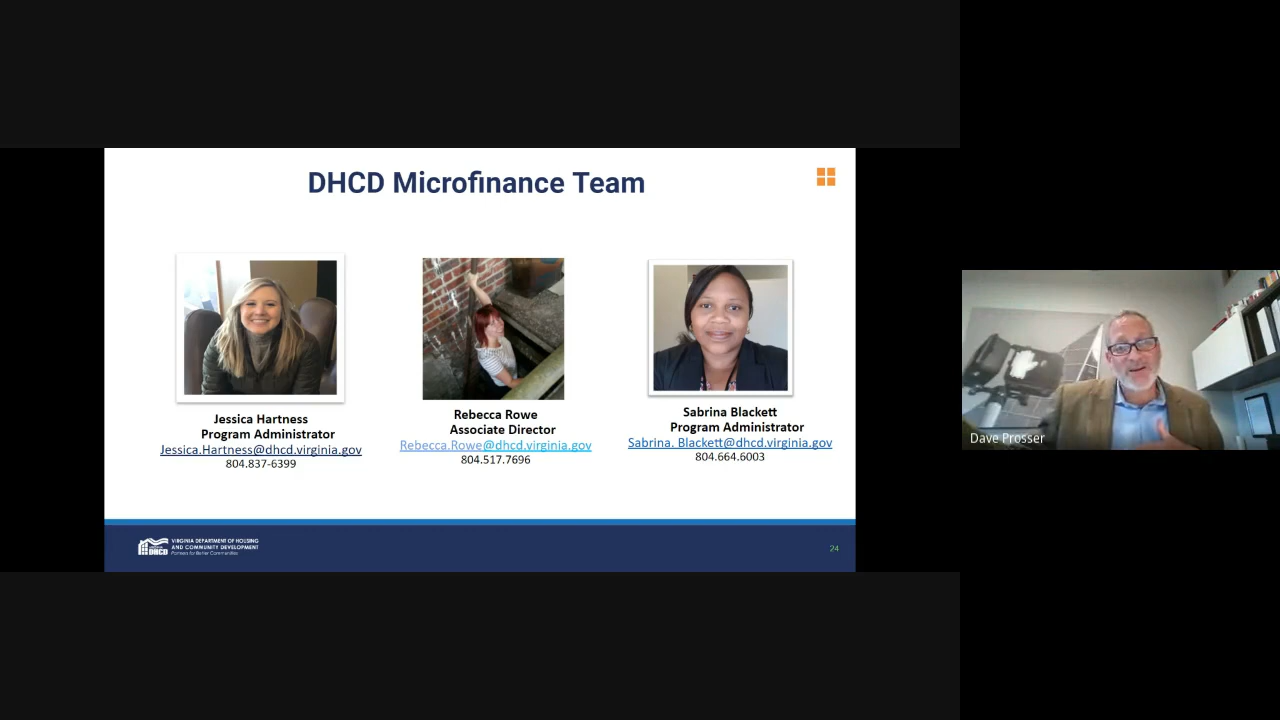 DHCD Microfinance Team
Jessica Hartness
Program Administrator
Jessica.Hartness@dhcd.virginia.gov
804.837-6399
Rebecca Rowe
Associate Director
Rebecca.Rowe@dhcd.virginia.gov
804.517.7696
Sabrina Blackett
Program Administrator
Sabrina. Blackett@dhcd.virginia.gov
804.664.6003
Dave Prosser
DHCD
VIRGINIA DEPARTMENT OF HOUSING
AND COMMUNITY DEVELOPMENT
Partners for Better Communities
24